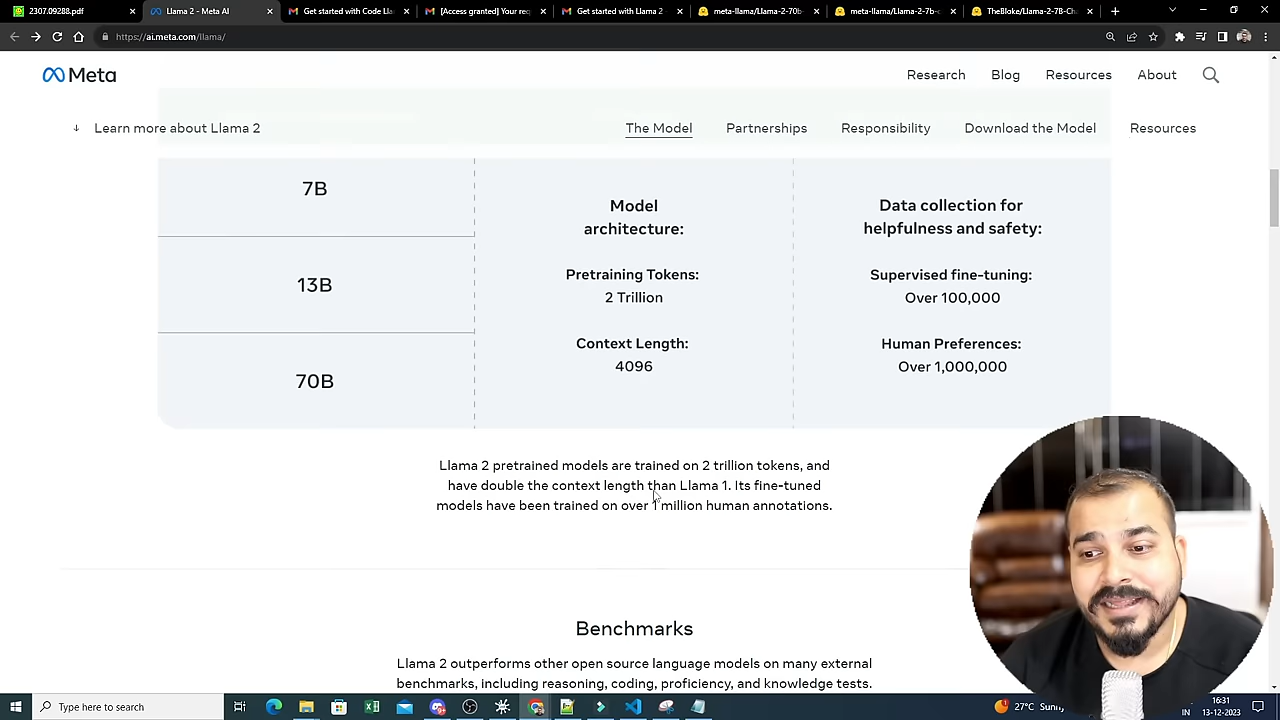 2307.09288.pdf
Llama 2 - Meta AI
Get started with Code Lla
[Access granted] Your req
Get started with Llama 2
meta-llama/Llama-2-70
meta-llama/Llama-2-7b-c
TheBloke/Llama-2-7B-Ch
https://ai.meta.com/llama/
Meta
Research
Blog
Resources
About
Learn more about Llama 2
The Model
Partnerships
Responsibility
Download the Model
Resources
7B
13B
70B
Model
architecture:
Pretraining Tokens:
2 Trillion
Context Length:
4096
Data collection for
helpfulness and safety:
Supervised fine-tuning:
Over 100,000
Human Preferences:
Over 1,000,000
Llama 2 pretrained models are trained on 2 trillion tokens, and
have double the context length than Llama 1. Its fine-tuned
models have been trained on over 1 million human annotations.
Benchmarks
Llama 2 outperforms other open source language models on many external
benchmarks, including reasoning, coding, proficiency, and knowledge tests.
Type here to search
27°C Sunny
IN
16:31
13-12-2023